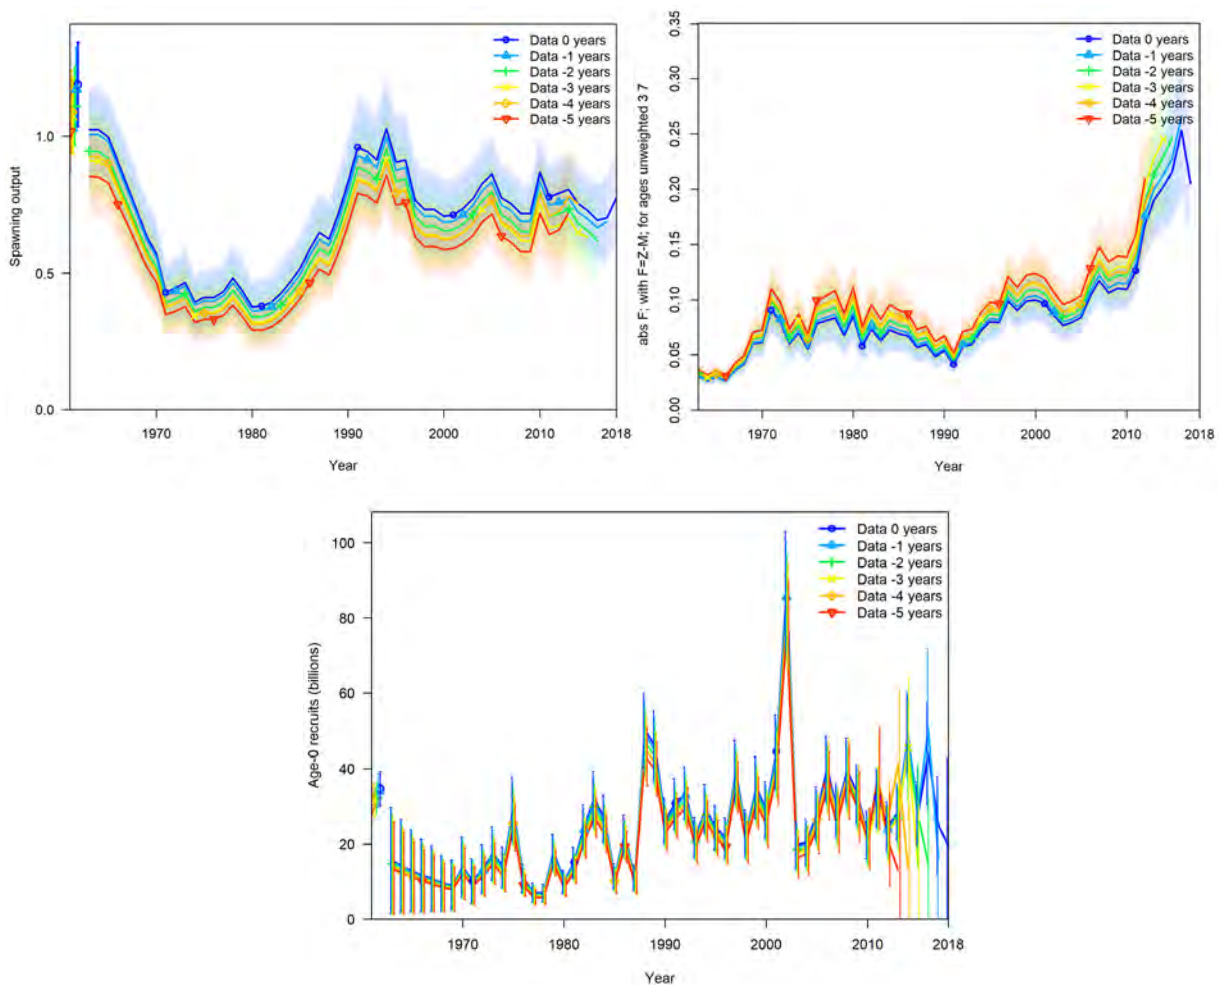 Spawning output
0.0
0.5
1.0
Data 0 years
Data -1 years
Data -2 years
Data -3 years
Data -4 years
Data -5 years
1970
1980
1990
2000
2010
2018
Year
abs F; with F=Z-M; for ages unweighted 3 7
0.00
0.05
0.10
0.15
0.20
0.25
0.30
0.35
Data 0 years
Data -1 years
Data -2 years
Data -3 years
Data -4 years
Data -5 years
1970
1980
1990
2000
2010
2018
Year
Age-0 recruits (billions)
0
20
40
60
80
100
Data 0 years
Data -1 years
Data -2 years
Data -3 years
Data -4 years
Data -5 years
1970
1980
1990
2000
2010
2018
Year